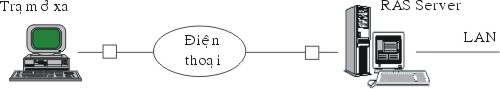 Trạm ở xa
RAS Server
Điện
thoại
LAN